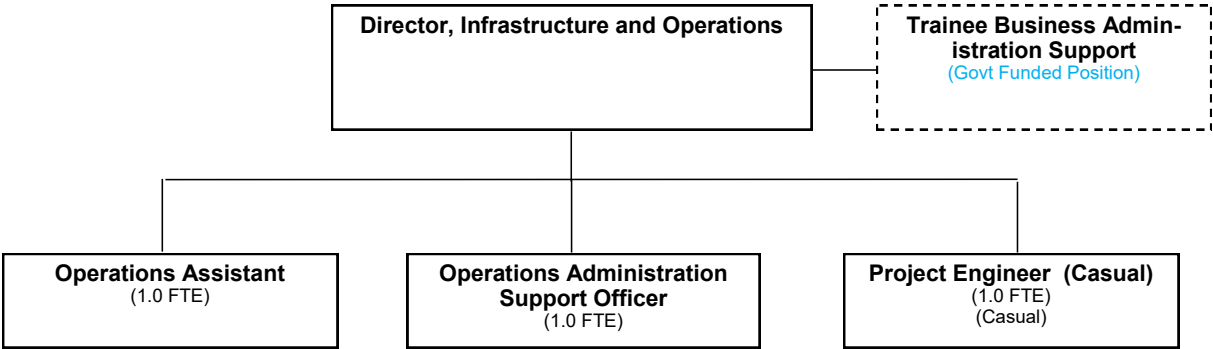 Director, Infrastructure and Operations
Trainee Business Admin-
istration Support
(Govt Funded Position)
Operations Assistant
(1.0 FTE)
Operations Administration
Support Officer
(1.0 FTE)
Project Engineer  (Casual)
(1.0 FTE)
(Casual)